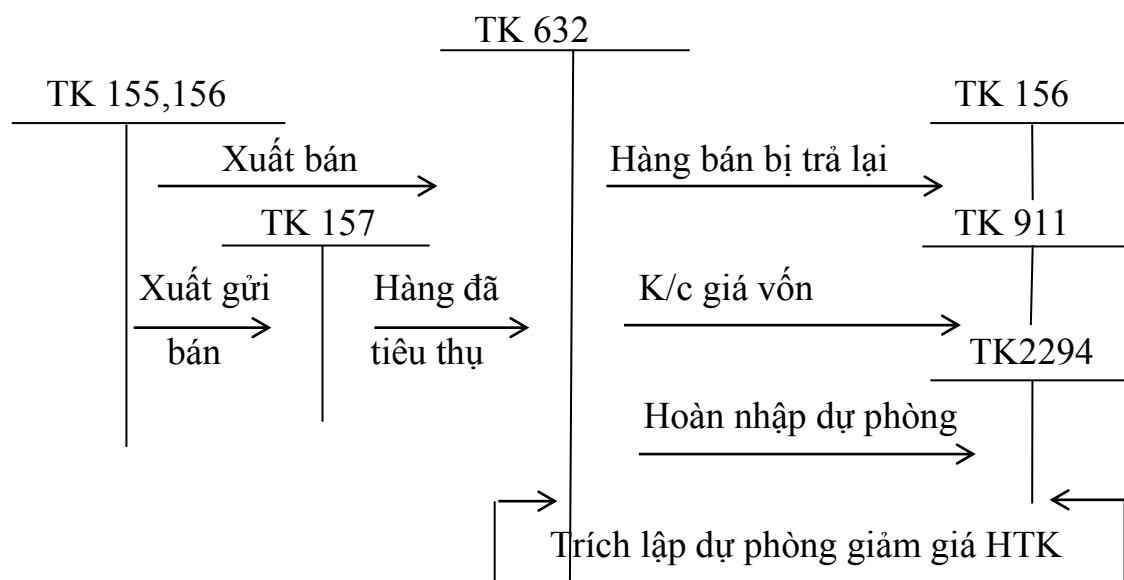 TK 632
TK 155,156
TK 156
Xuất bán
Hàng bán bị trả lại
TK 157
TK 911
Xuất gửi
bán
Hàng đã
tiêu thụ
K/c giá vốn
TK2294
Hoàn nhập dự phòng
Trích lập dự phòng giảm giá HTK